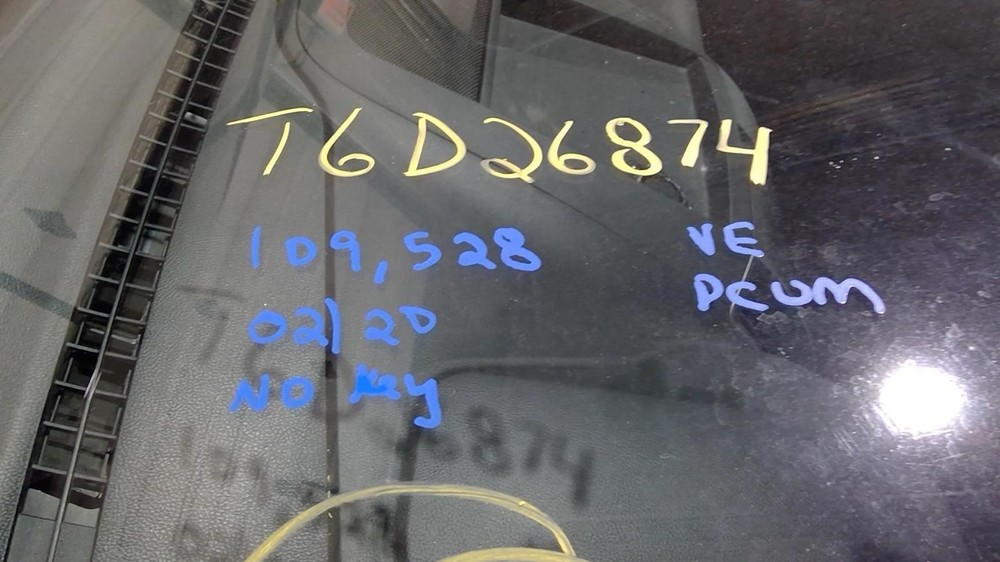 T6D26874
109,528
02/20
NO Key
VE
PCUM